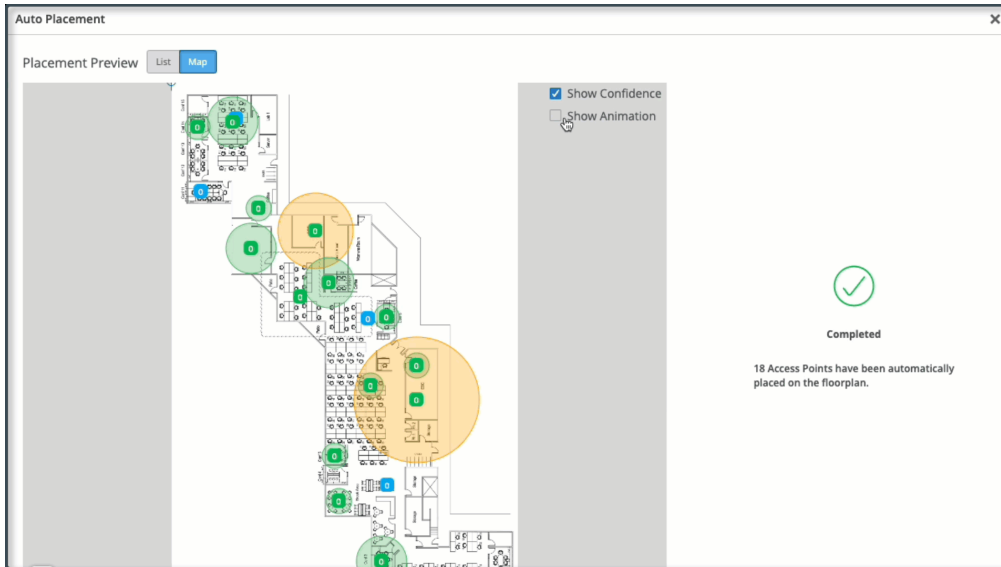 Auto Placement
Placement Preview
List
Map
Show Confidence
Show Animation
Completed
18 Access Points have been automatically
placed on the floorplan.